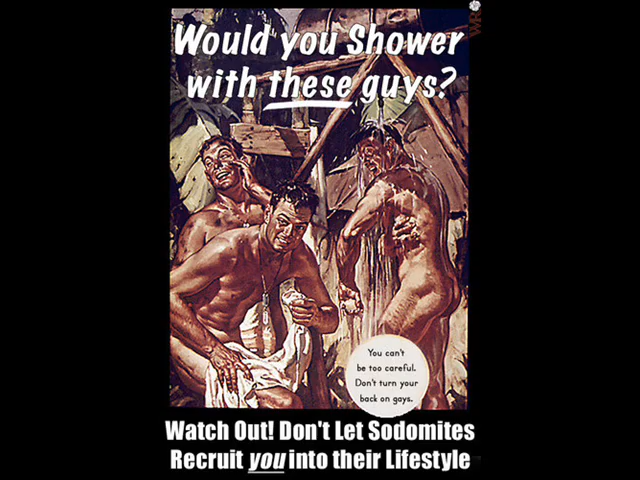 Would you Shower
with these guys?
You can't
be too careful.
Don't turn your
back on gays.
Watch Out! Don't Let Sodomites
Recruit you into their Lifestyle